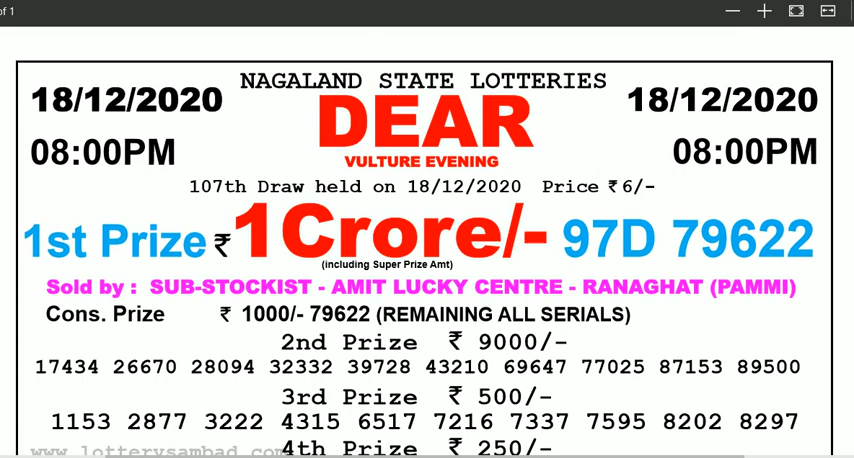 of 1
NAGALAND STATE LOTTERIES
18/12/2020 DEAR 18/12/2020
08:00PM VULTURE EVENING 08:00PM
107th Draw held on 18/12/2020 Price ₹ 6/-
1st Prize ₹ 1Crore/- 97D 79622
(including Super Prize Amt)
Sold by : SUB-STOCKIST - AMIT LUCKY CENTRE - RANAGHAT (PAMMI)
Cons. Prize ₹ 1000/- 79622 (REMAINING ALL SERIALS)
2nd Prize ₹ 9000/-
17434 26670 28094 32332 39728 43210 69647 77025 87153 89500
3rd Prize ₹ 500/-
1153 2877 3222 4315 6517 7216 7337 7595 8202 8297
www.lotterysambad.com 4th Prize ₹ 250/-